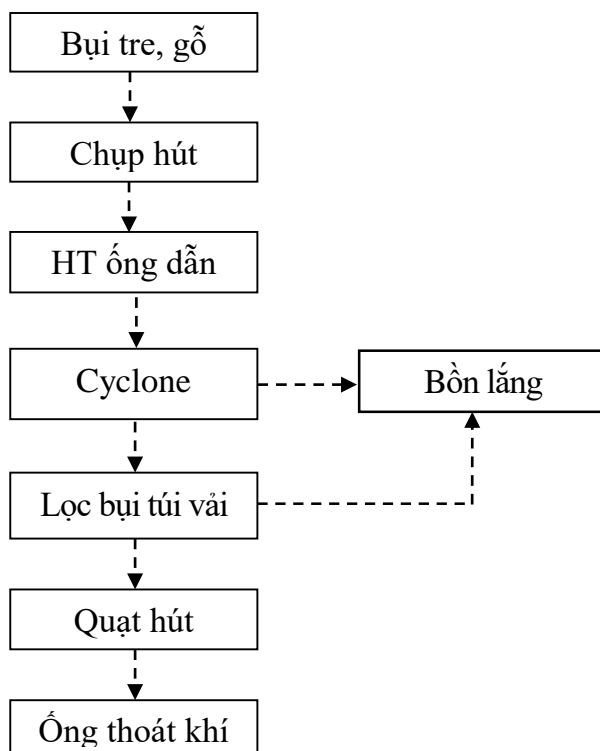 Bụi tre, gỗ
Chụp hút
HT ống dẫn
Cyclone
Bồn lắng
Lọc bụi túi vải
Quạt hút
Ống thoát khí